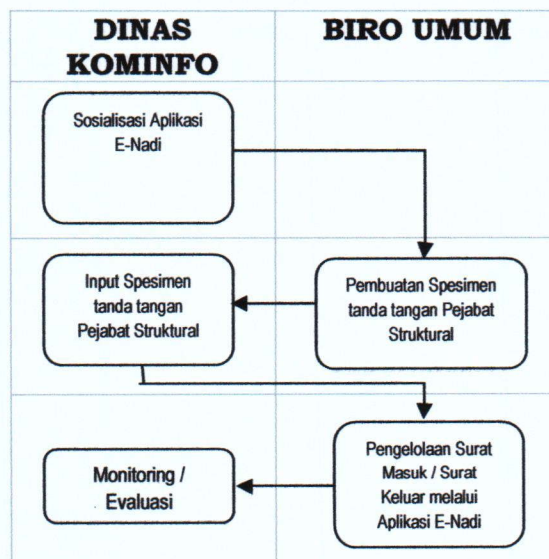 DINAS
KOMINFO
BIRO UMUM
Sosialisasi Aplikasi
E-Nadi
Input Spesimen
tanda tangan
Pejabat Struktural
Pembuatan Spesimen
tanda tangan Pejabat
Struktural
Pengelolaan Surat
Masuk / Surat
Keluar melalui
Aplikasi E-Nadi
Monitoring /
Evaluasi